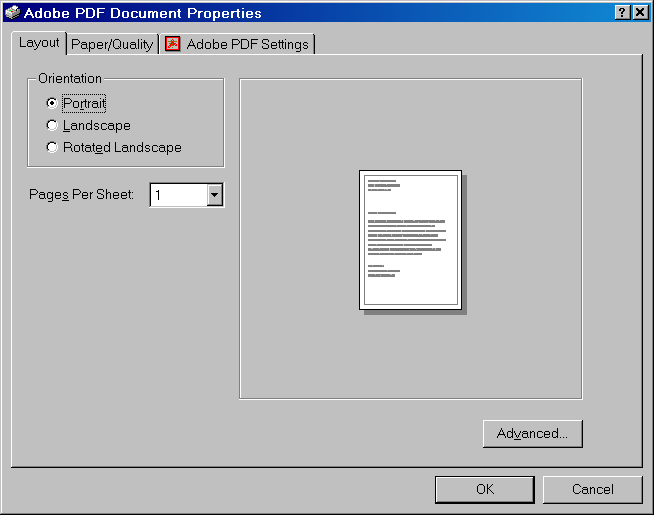 Adobe PDF Document Properties
Layout
Paper/Quality
Adobe PDF Settings
Orientation
Portrait
Landscape
Rotated Landscape
Pages Per Sheet: 1
Advanced...
OK
Cancel